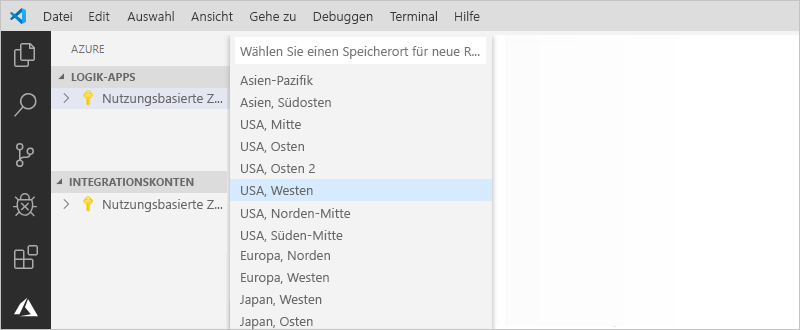 Datei Edit Auswahl Ansicht Gehe zu Debuggen Terminal Hilfe
AZURE
LOGIK-APPS
Nutzungsbasierte Z...
INTEGRATIONSKONTEN
Nutzungsbasierte Z...
Wählen Sie einen Speicherort für neue R...
Asien-Pazifik
Asien, Südosten
USA, Mitte
USA, Osten
USA, Osten 2
USA, Westen
USA, Norden-Mitte
USA, Süden-Mitte
Europa, Norden
Europa, Westen
Japan, Westen
Japan, Osten